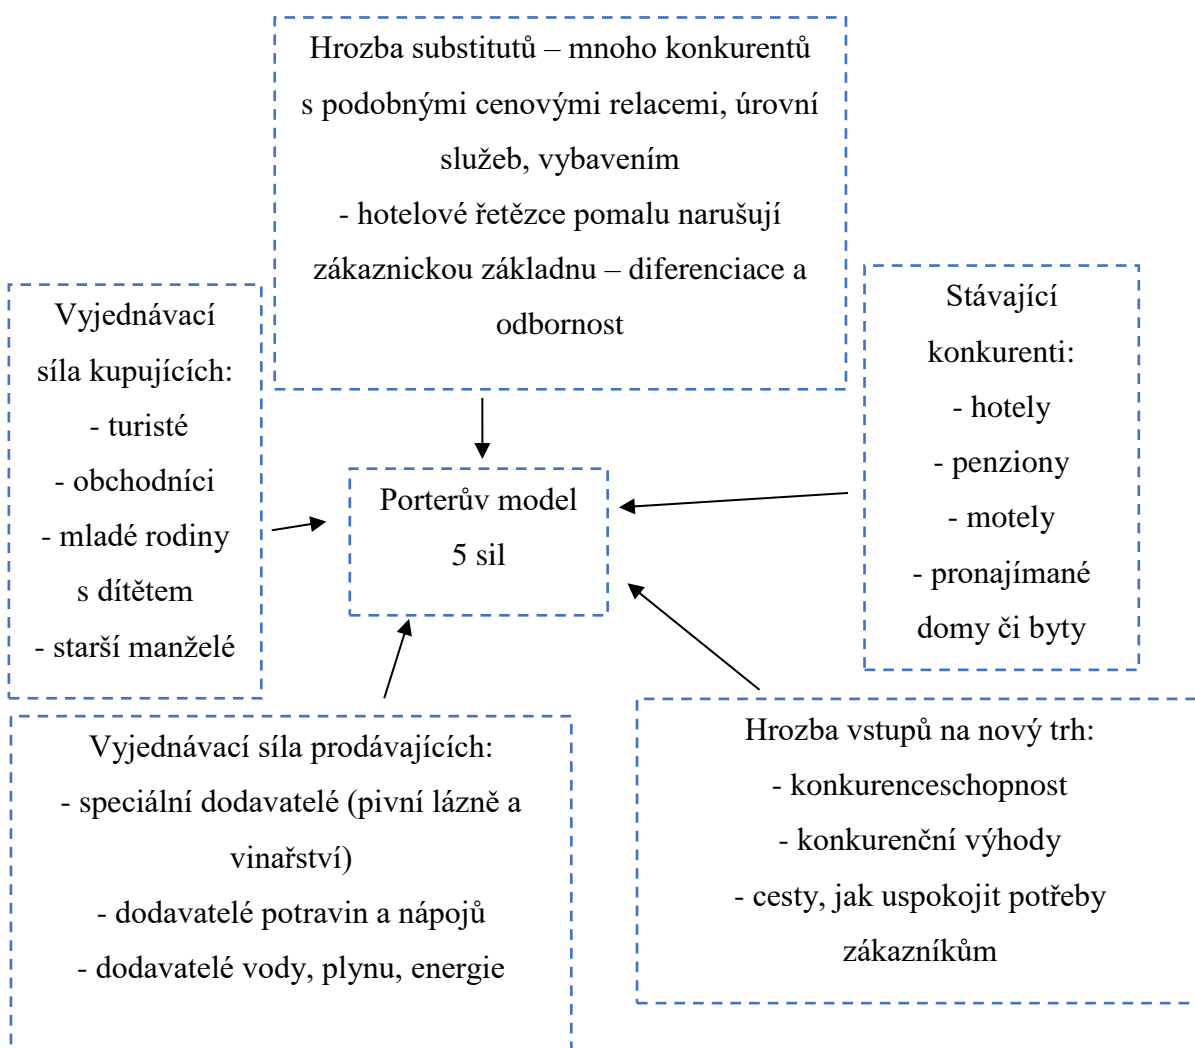 Hrozba substitutů – mnoho konkurentů
s podobnými cenovými relacemi, úrovní
služeb, vybavením
- hotelové řetězce pomalu narušují
zákaznickou základnu – diferenciace a
odbornost
Vyjednávací
síla kupujících:
- turisté
- obchodníci
- mladé rodiny
s dítětem
- starší manželé
Porterův model
5 sil
Stávající
konkurenti:
- hotely
- penziony
- motely
- pronajímané
domy či byty
Vyjednávací síla prodávajících:
- speciální dodavatelé (pivní lázně a
vinařství)
- dodavatelé potravin a nápojů
- dodavatelé vody, plynu, energie
Hrozba vstupů na nový trh:
- konkurenceschopnost
- konkurenční výhody
- cesty, jak uspokojit potřeby
zákazníkům